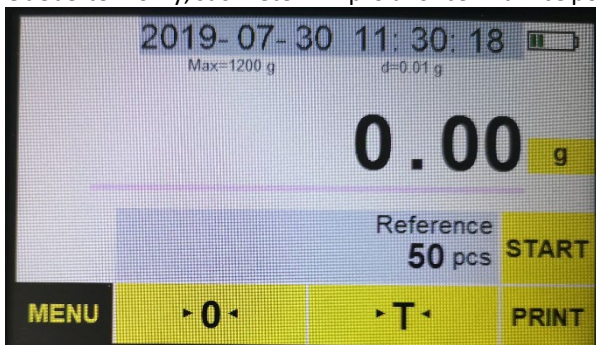 2019-07-30 11:30:18
Max=1200 g d=0.01 g
0.00 g
Reference
50 pcs START
MENU ▸0◂ ▸T◂ PRINT